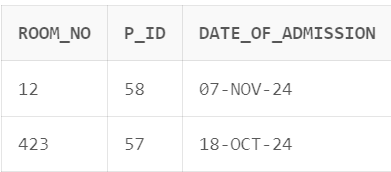 ROOM_NO P_ID DATE_OF_ADMISSION
12 58 07-NOV-24
423 57 18-OCT-24